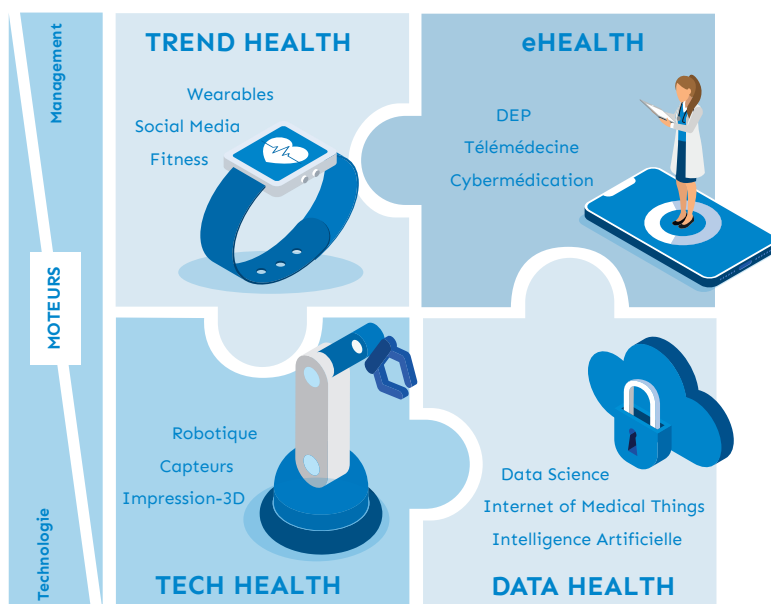 Management
MOTEURS
Technologie
TREND HEALTH
Wearables
Social Media
Fitness
eHEALTH
DEP
Télémédecine
Cybermédication
Robotique
Capteurs
Impression-3D
TECH HEALTH
Data Science
Internet of Medical Things
Intelligence Artificielle
DATA HEALTH